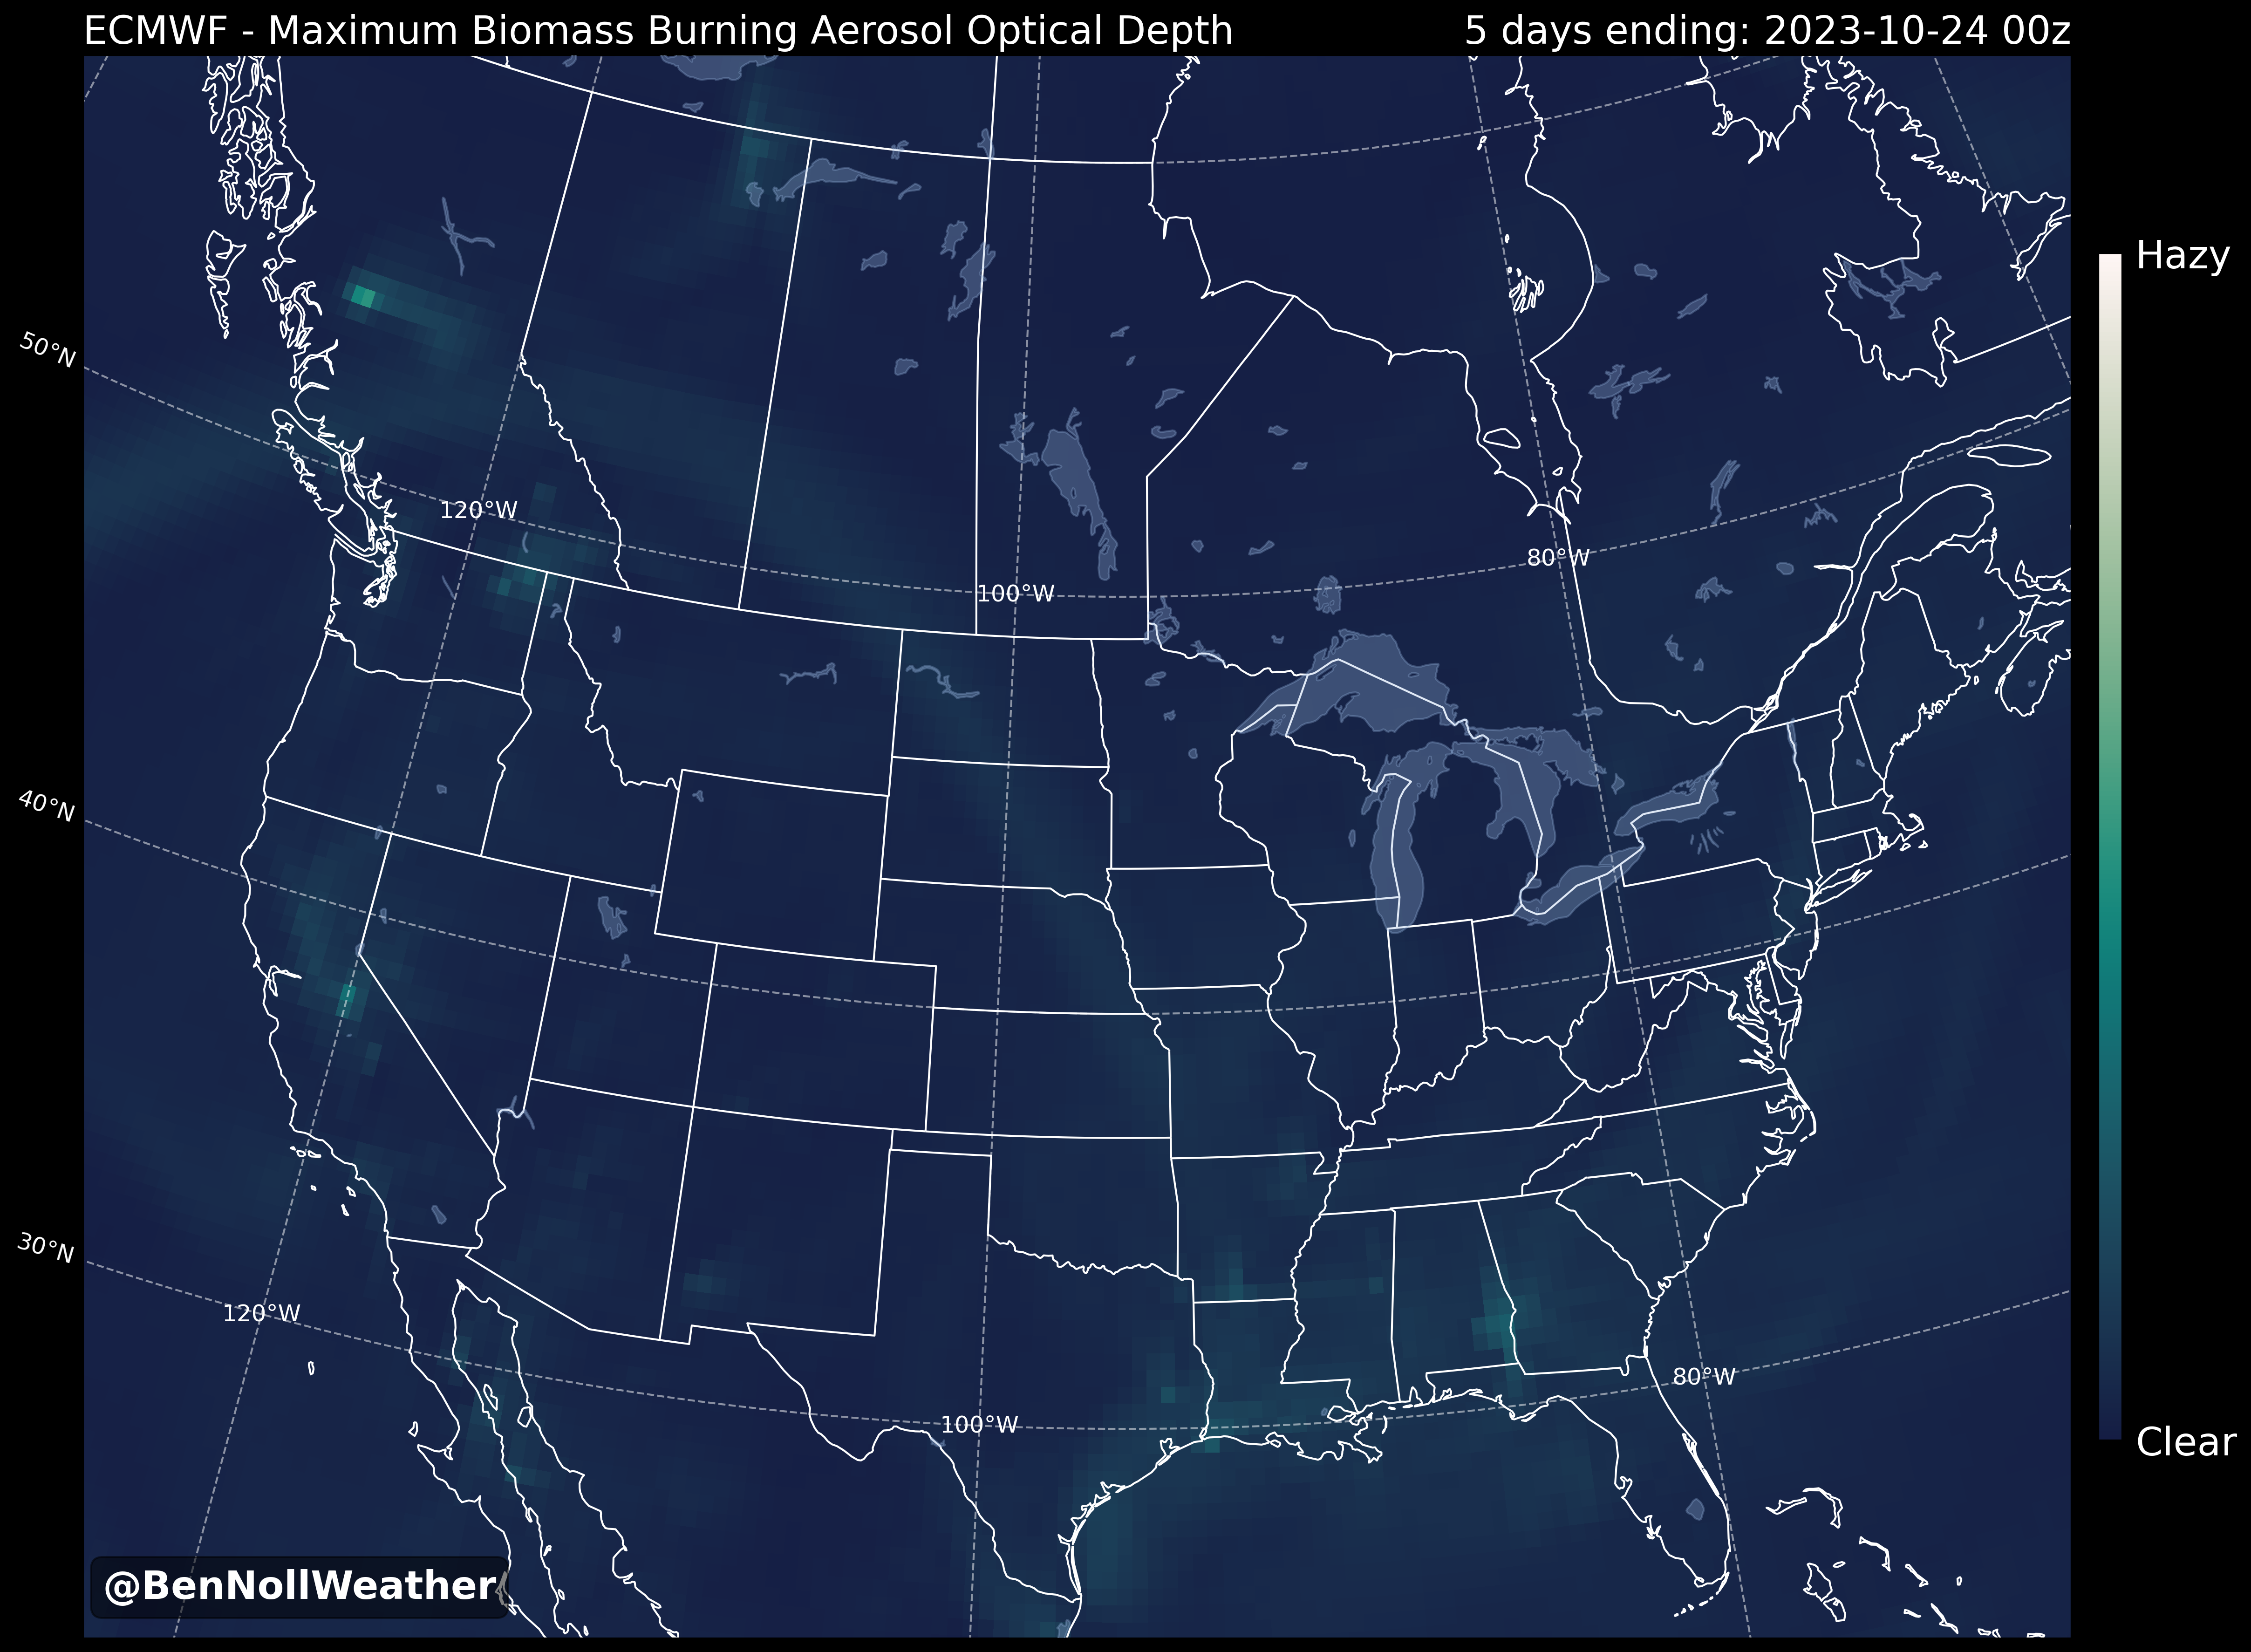 ECMWF - Maximum Biomass Burning Aerosol Optical Depth
5 days ending: 2023-10-24 00z
Hazy
50°N
120°W
80°W
100°W
40°N
30°N
120°W
80°W
100°W
Clear
@BenNollWeather